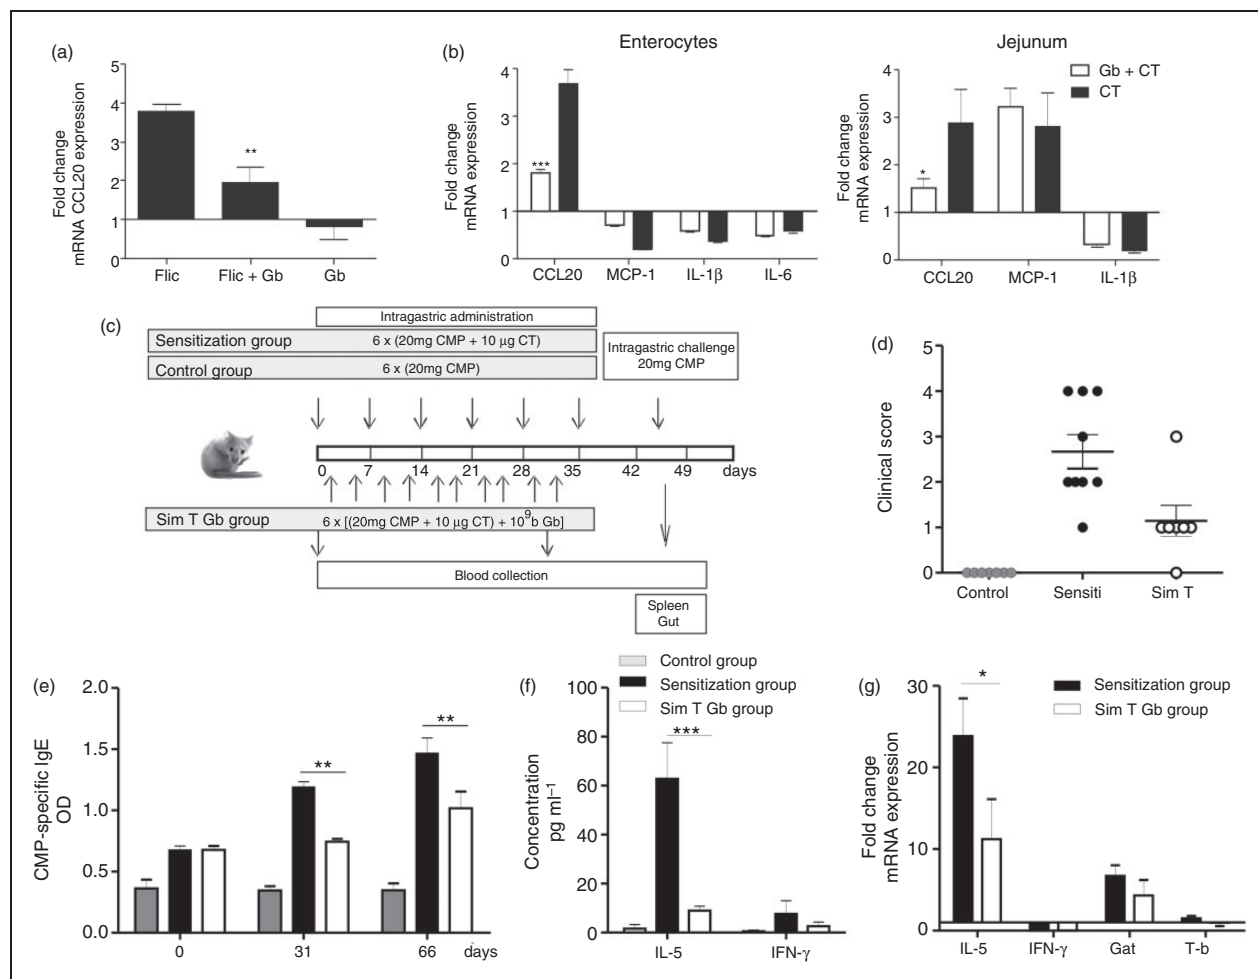 (a)
Fold change
mRNA CCL20 expression
5
4
3
2
1
0
**
Flic
Flic + Gb
Gb
(b)
Enterocytes
Fold change
mRNA expression
4
3
2
1
0
***
CCL20
MCP-1
IL-1β
IL-6
Jejunum
Gb + CT
CT
Fold change
mRNA expression
4
3
2
1
0
*
CCL20
MCP-1
IL-1β
(c)
Intragastric administration
Sensitization group
6 x (20mg CMP + 10 µg CT)
Control group
6 x (20mg CMP)
Intragastric challenge
20mg CMP
0
7
14
21
28
35
42
49
days
Sim T Gb group
6 x [(20mg CMP + 10 µg CT) + 10⁹b Gb]
Blood collection
Spleen
Gut
(d)
Clinical score
5
4
3
2
1
0
Control
Sensiti
Sim T
(e)
CMP-specific IgE
OD
2.0
1.5
1.0
0.5
0.0
**
**
0
31
66
days
(f)
Control group
Sensitization group
Sim T Gb group
Concentration
pg ml⁻¹
100
80
60
40
20
0
***
IL-5
IFN-γ
(g)
Sensitization group
Sim T Gb group
Fold change
mRNA expression
30
20
10
0
*
IL-5
IFN-γ
Gat
T-b